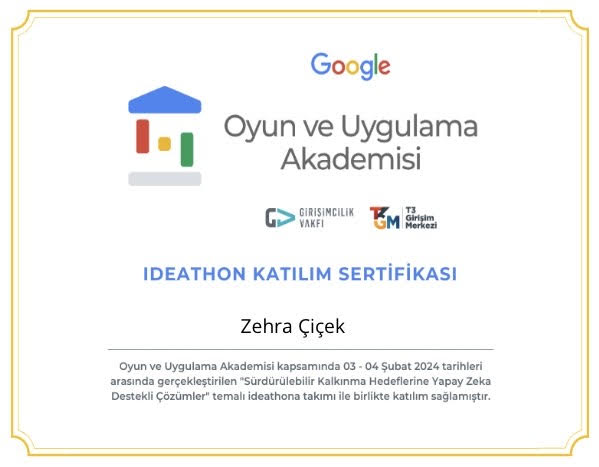 Google
Oyun ve Uygulama
Akademisi
GİRİŞİMCİLİK
VAKFI
T3
GM
T3
Girişim
Merkezi
IDEATHON KATILIM SERTİFİKASI
Zehra Çiçek
Oyun ve Uygulama Akademisi kapsamında 03 - 04 Şubat 2024 tarihleri
arasında gerçekleştirilen "Sürdürülebilir Kalkınma Hedeflerine Yapay Zeka
Destekli Çözümler" temalı ideathona takımı ile birlikte katılım sağlamıştır.